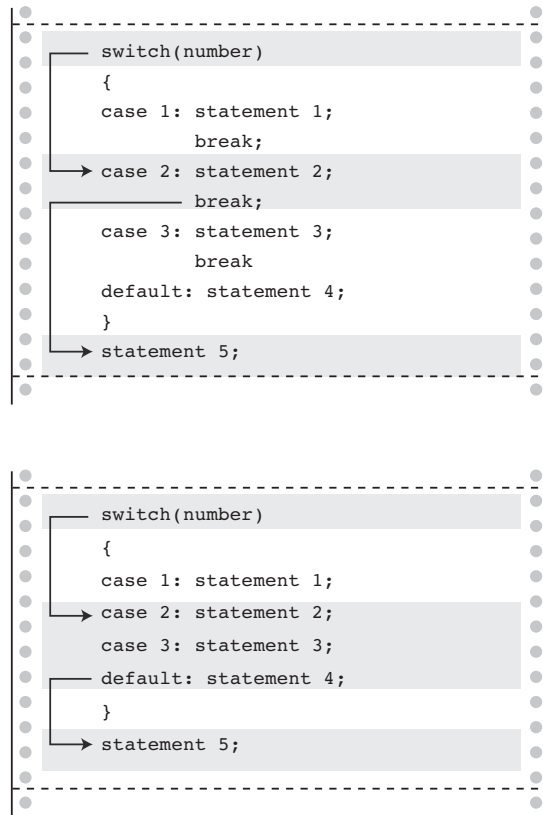 switch(number)
{
case 1: statement 1;
break;
case 2: statement 2;
break;
case 3: statement 3;
break
default: statement 4;
}
statement 5;
switch(number)
{
case 1: statement 1;
case 2: statement 2;
case 3: statement 3;
default: statement 4;
}
statement 5;